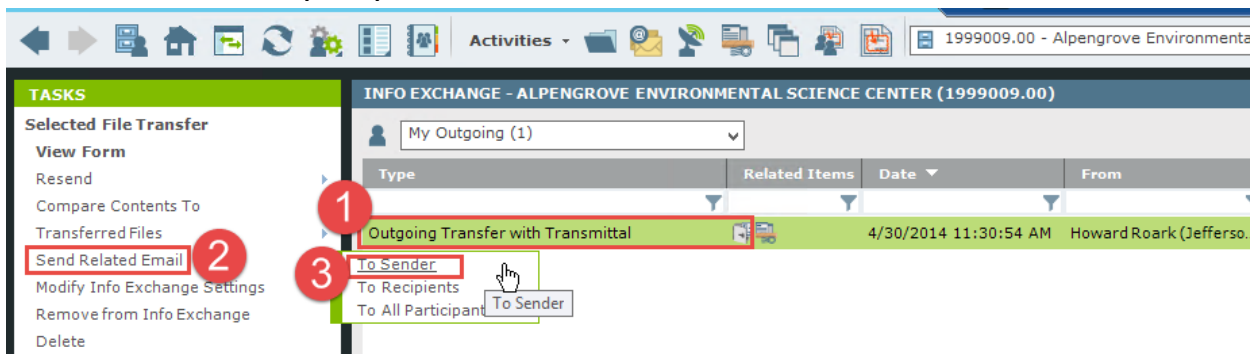 Activities
1999009.00 - Alpengrove Environmenta
TASKS
Selected File Transfer
View Form
Resend
Compare Contents To
Transferred Files
Send Related Email
Modify Info Exchange Settings
Remove from Info Exchange
Delete
INFO EXCHANGE - ALPENGROVE ENVIRONMENTAL SCIENCE CENTER (1999009.00)
My Outgoing (1)
Type Related Items Date From
1
Outgoing Transfer with Transmittal 4/30/2014 11:30:54 AM Howard Roark (Jefferso..
2
3
To Sender
To Recipients
To All Participant
To Sender